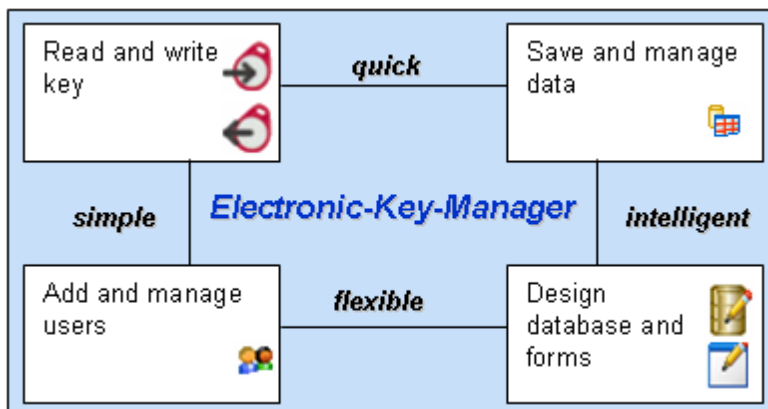 Read and write
key
quick
Save and manage
data
simple
Electronic-Key-Manager
intelligent
Add and manage
users
flexible
Design
database and
forms